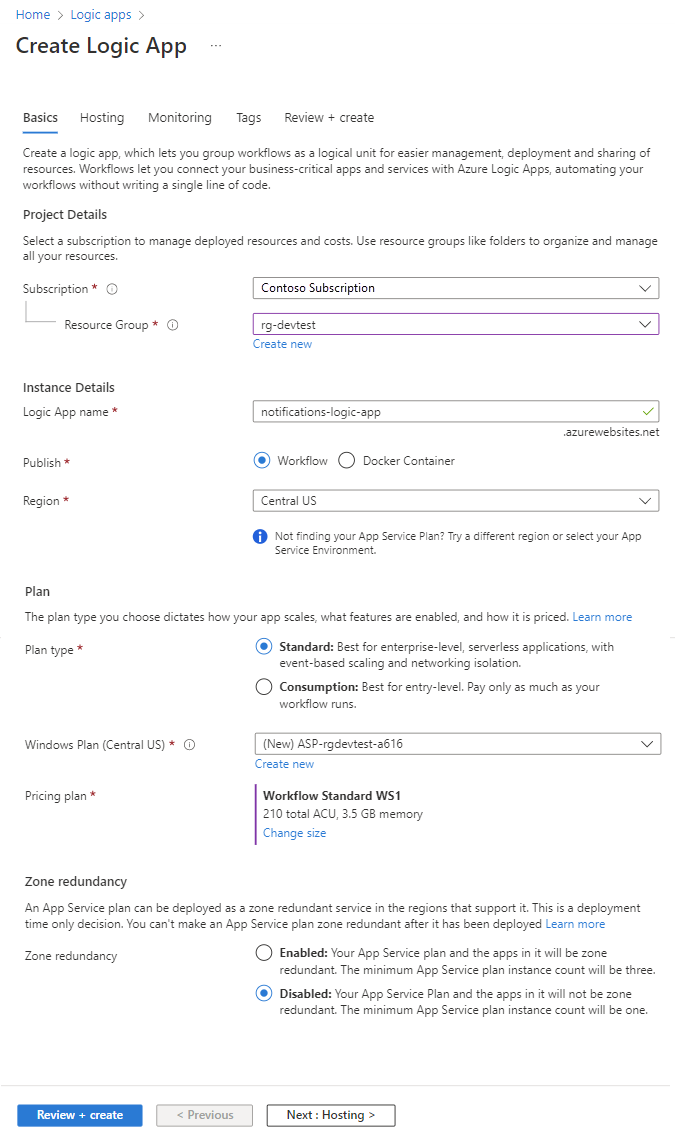 Home > Logic apps >
Create Logic App ...
Basics Hosting Monitoring Tags Review + create
Create a logic app, which lets you group workflows as a logical unit for easier management, deployment and sharing of
resources. Workflows let you connect your business-critical apps and services with Azure Logic Apps, automating your
workflows without writing a single line of code.
Project Details
Select a subscription to manage deployed resources and costs. Use resource groups like folders to organize and manage
all your resources.
Subscription * Contoso Subscription
Resource Group * rg-devtest
Create new
Instance Details
Logic App name * notifications-logic-app
.azurewebsites.net
Publish * Workflow Docker Container
Region * Central US
Not finding your App Service Plan? Try a different region or select your App
Service Environment.
Plan
The plan type you choose dictates how your app scales, what features are enabled, and how it is priced. Learn more
Plan type * Standard: Best for enterprise-level, serverless applications, with
event-based scaling and networking isolation.
Consumption: Best for entry-level. Pay only as much as your
workflow runs.
Windows Plan (Central US) * (New) ASP-rgdevtest-a616
Create new
Pricing plan * Workflow Standard WS1
210 total ACU, 3.5 GB memory
Change size
Zone redundancy
An App Service plan can be deployed as a zone redundant service in the regions that support it. This is a deployment
time only decision. You can't make an App Service plan zone redundant after it has been deployed Learn more
Zone redundancy Enabled: Your App Service plan and the apps in it will be zone
redundant. The minimum App Service plan instance count will be three.
Disabled: Your App Service Plan and the apps in it will not be zone
redundant. The minimum App Service plan instance count will be one.
Review + create < Previous Next : Hosting >